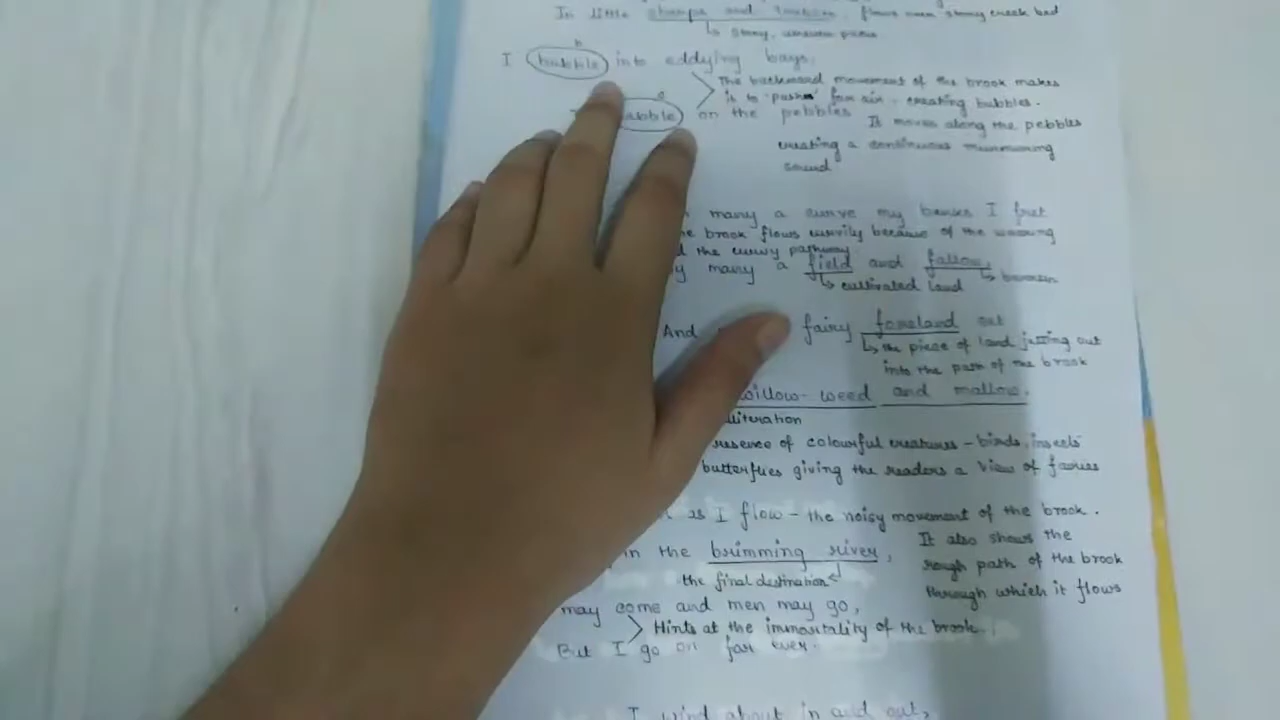 In little sharps and trebles, flows over stony creek bed
↳ stony, uneven paths
b
I bubble into eddying bays,
The backward movement of the brook makes
it to "push" for air - creating bubbles.
a
babble on the pebbles
It moves along the pebbles
creating a continuous murmuring
sound
many a curve my banks I fret
brook flows curvily because of the
the curvy pathway
many a field and fallow,
↳ cultivated land
↳ barren
And fairy foreland
↳ the piece of land jutting out
into the path of the brook
willow-weed and mallow.
lliteration
resence of colourful creatures - birds, insects
butterflies giving the readers a view of fairies
as I flow - the noisy movement of the brook.
in the brimming river,
the final destination
It also shows the
rough path of the brook
through which it flows
may come and men may go,
Hints at the immortality of the brook.
But I go on for ever.
I wind about in and out,